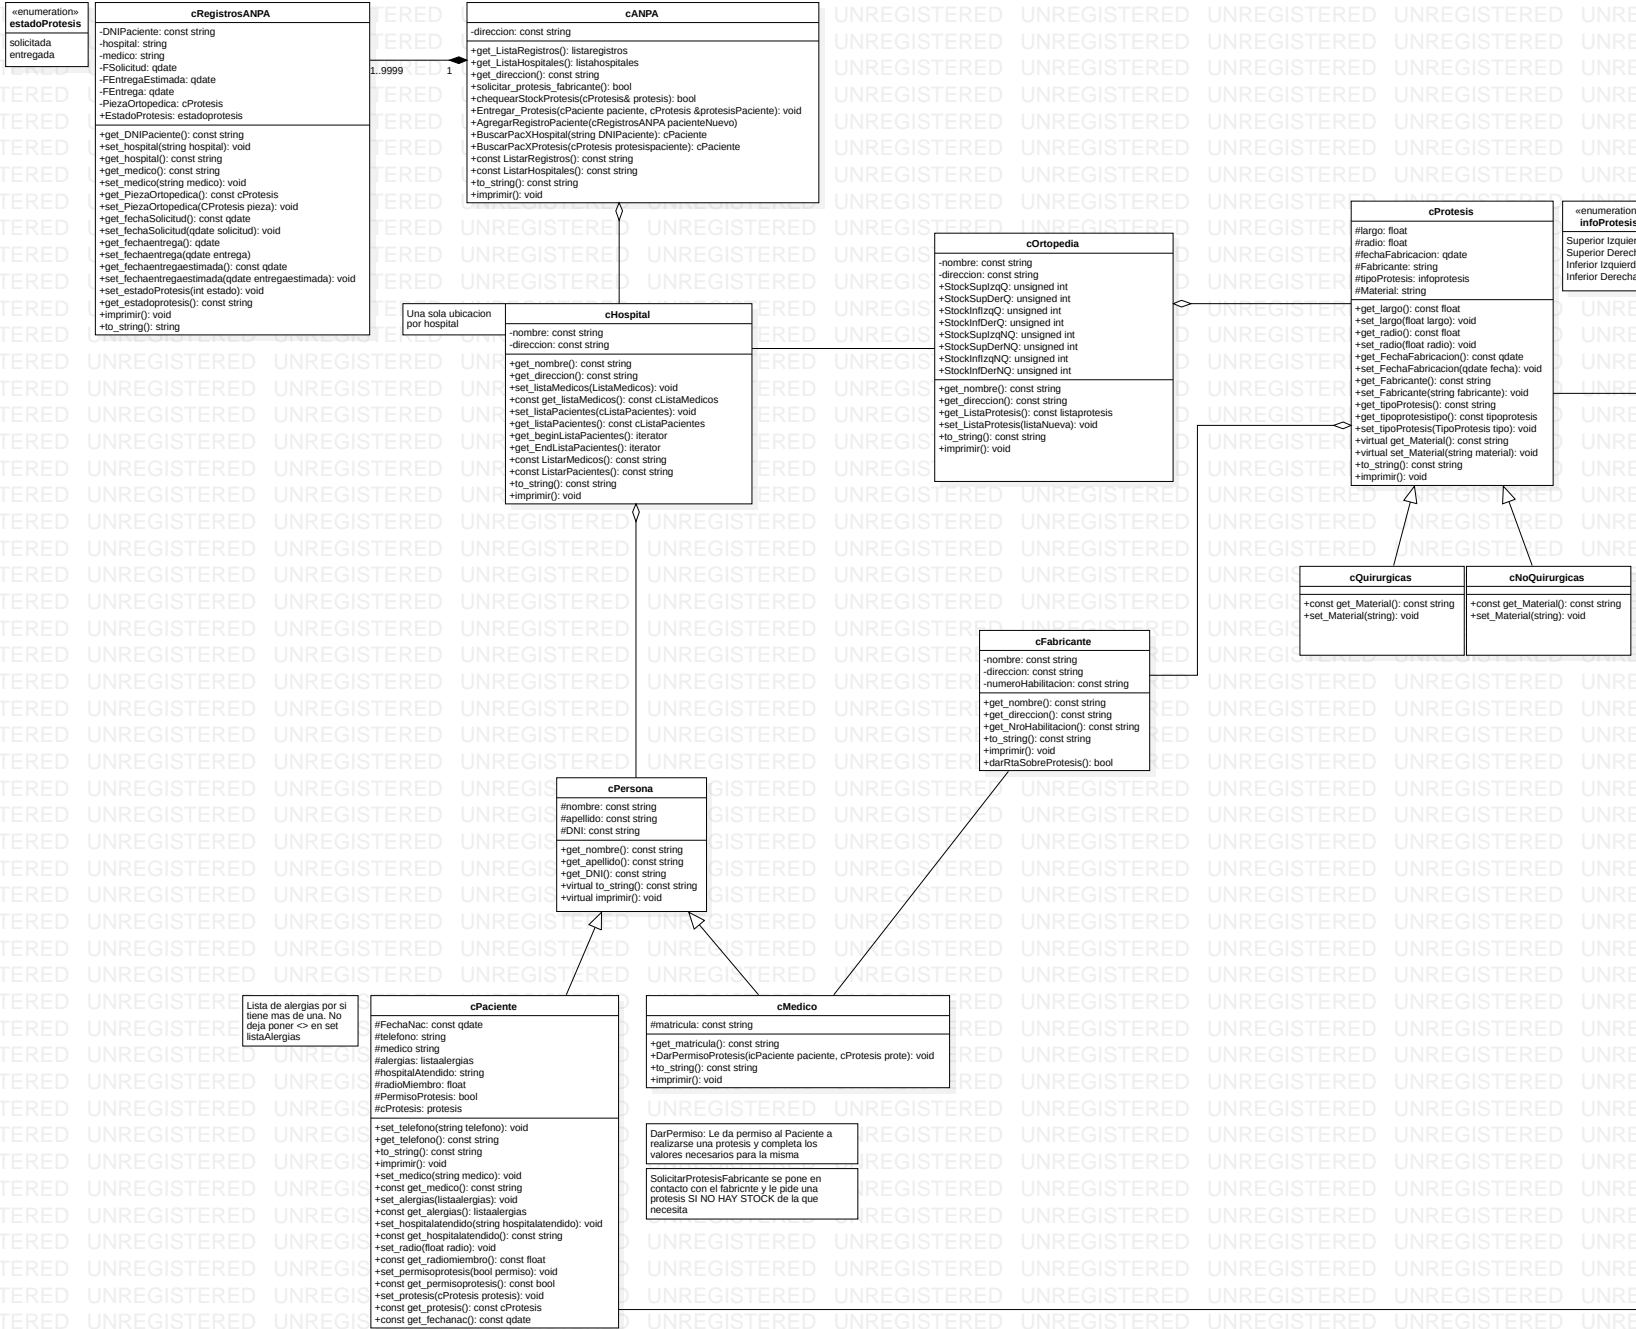 «enumeration»
estadoProtesis
solicitada
entregada
cRegistrosANPA
-DNIPaciente: const string
-hospital: string
-medico: string
-FSolicitud: qdate
-FEntregaEstimada: qdate
-FEntrega: qdate
-PiezaOrtopedica: cProtesis
+EstadoProtesis: estadoprotesis
+get_DNIPaciente(): const string
+set_hospital(string hospital): void
+get_hospital(): const string
+get_medico(): const string
+set_medico(string medico): void
+get_PiezaOrtopedica(): const cProtesis
+set_PiezaOrtopedica(CProtesis pieza): void
+get_fechaSolicitud(): const qdate
+set_fechaSolicitud(qdate solicitud): void
+get_fechaentrega(): qdate
+set_fechaentrega(qdate entrega)
+get_fechaentregaestimada(): const qdate
+set_fechaentregaestimada(qdate entregaestimada): void
+set_estadoProtesis(int estado): void
+get_estadoprotesis(): const string
+imprimir(): void
+to_string(): string
1..9999
1
cANPA
-direccion: const string
+get_ListaRegistros(): listaregistros
+get_ListaHospitales(): listahospitales
+get_direccion(): const string
+solicitar_protesis_fabricante(): bool
+chequearStockProtesis(cProtesis& protesis): bool
+Entregar_Protesis(cPaciente paciente, cProtesis &protesisPaciente): void
+AgregarRegistroPaciente(cRegistrosANPA pacienteNuevo)
+BuscarPacXHospital(string DNIPaciente): cPaciente
+BuscarPacXProtesis(cProtesis protesispaciente): cPaciente
+const ListarRegistros(): const string
+const ListarHospitales(): const string
+to_string(): const string
+imprimir(): void
Una sola ubicacion
por hospital
cHospital
-nombre: const string
-direccion: const string
+get_nombre(): const string
+get_direccion(): const string
+set_listaMedicos(ListaMedicos): void
+const get_listaMedicos(): const cListaMedicos
+set_listaPacientes(cListaPacientes): void
+get_listaPacientes(): const cListaPacientes
+get_beginListaPacientes(): iterator
+get_EndListaPacientes(): iterator
+const ListarMedicos(): const string
+const ListarPacientes(): const string
+to_string(): const string
+imprimir(): void
cOrtopedia
-nombre: const string
-direccion: const string
+StockSupIzqQ: unsigned int
+StockSupDerQ: unsigned int
+StockInfIzqQ: unsigned int
+StockInfDerQ: unsigned int
+StockSupIzqNQ: unsigned int
+StockSupDerNQ: unsigned int
+StockInfIzqNQ: unsigned int
+StockInfDerNQ: unsigned int
+get_nombre(): const string
+get_direccion(): const string
+get_ListaProtesis(): const listaprotesis
+set_ListaProtesis(listaNueva): void
+to_string(): const string
+imprimir(): void
cProtesis
#largo: float
#radio: float
#fechaFabricacion: qdate
#Fabricante: string
#tipoProtesis: infoprotesis
#Material: string
+get_largo(): const float
+set_largo(float largo): void
+get_radio(): const float
+set_radio(float radio): void
+get_FechaFabricacion(): const qdate
+set_FechaFabricacion(qdate fecha): void
+get_Fabricante(): const string
+set_Fabricante(string fabricante): void
+get_tipoProtesis(): const string
+get_tipoprotesistipo(): const tipoprotesis
+set_tipoProtesis(TipoProtesis tipo): void
+virtual get_Material(): const string
+virtual set_Material(string material): void
+to_string(): const string
+imprimir(): void
«enumeration
infoProtesis
Superior Izquier
Superior Derech
Inferior Izquierd
Inferior Derecha
cQuirurgicas
+const get_Material(): const string
+set_Material(string): void
cNoQuirurgicas
+const get_Material(): const string
+set_Material(string): void
cFabricante
-nombre: const string
-direccion: const string
-numeroHabilitacion: const string
+get_nombre(): const string
+get_direccion(): const string
+get_NroHabilitacion(): const string
+to_string(): const string
+imprimir(): void
+darRtaSobreProtesis(): bool
cPersona
#nombre: const string
#apellido: const string
#DNI: const string
+get_nombre(): const string
+get_apellido(): const string
+get_DNI(): const string
+virtual to_string(): const string
+virtual imprimir(): void
Lista de alergias por si
tiene mas de una. No
deja poner <> en set
listaAlergias
cPaciente
#FechaNac: const qdate
#telefono: string
#medico string
#alergias: listaalergias
#hospitalAtendido: string
#radioMiembro: float
#PermisoProtesis: bool
#cProtesis: protesis
+set_telefono(string telefono): void
+get_telefono(): const string
+to_string(): const string
+imprimir(): void
+set_medico(string medico): void
+const get_medico(): const string
+set_alergias(listaalergias): void
+const get_alergias(): listaalergias
+set_hospitalatendido(string hospitalatendido): void
+const get_hospitalatendido(): const string
+set_radio(float radio): void
+const get_radiomiembro(): const float
+set_permisoprotesis(bool permiso): void
+const get_permisoprotesis(): const bool
+set_protesis(cProtesis protesis): void
+const get_protesis(): const cProtesis
+const get_fechanac(): const qdate
cMedico
#matricula: const string
+get_matricula(): const string
+DarPermisoProtesis(icPaciente paciente, cProtesis prote): void
+to_string(): const string
+imprimir(): void
DarPermiso: Le da permiso al Paciente a
realizarse una protesis y completa los
valores necesarios para la misma
SolicitarProtesisFabricante se pone en
contacto con el fabricnte y le pide una
protesis SI NO HAY STOCK de la que
necesita